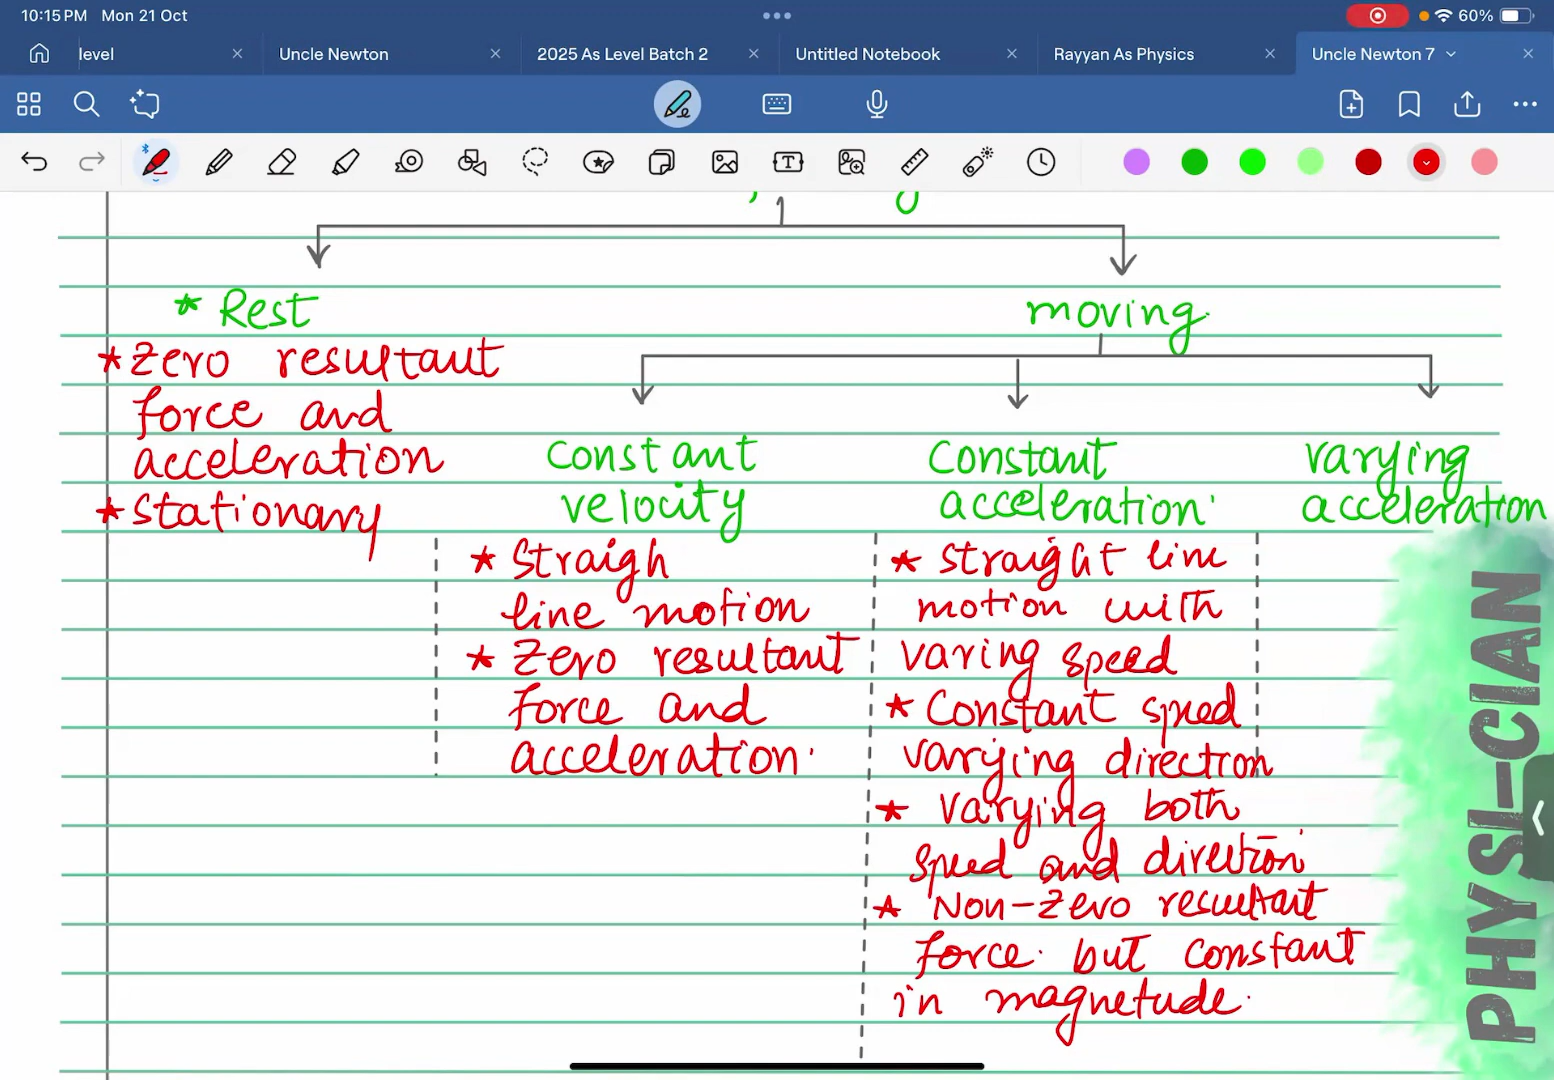 10:15 PM Mon 21 Oct
60%
level
Uncle Newton
2025 As Level Batch 2
Untitled Notebook
Rayyan As Physics
Uncle Newton 7
* Rest
moving.
* Zero resultant
force and
acceleration
* Stationary
Constant
velocity
* Straigh
line motion
* Zero resultant
force and
acceleration.
Constant
acceleration.
* straight line
motion with
varing speed
* Constant speed
varying direction
* varying both
speed and direction
* Non-Zero resultant
force. but constant
in magnetude.
varying
acceleration
PHYSI-CIAN